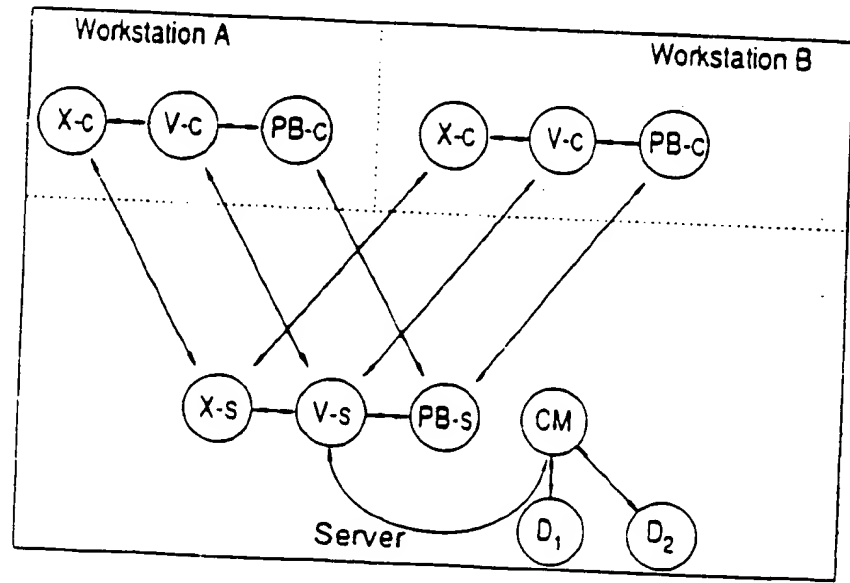 Workstation A
Workstation B
X-c V-c PB-c X-c V-c PB-c
X-s V-s PB-s CM
Server D₁ D₂